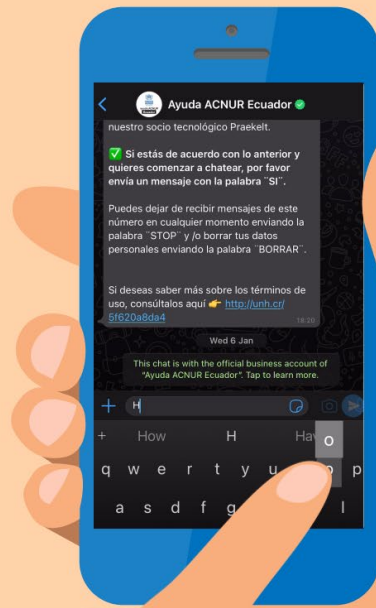 Ayuda ACNUR Ecuador
nuestro socio tecnológico Praekelt.
✅ Si estás de acuerdo con lo anterior y
quieres comenzar a chatear, por favor
envía un mensaje con la palabra ¨SI¨.
Puedes dejar de recibir mensajes de este
número en cualquier momento enviando la
palabra ¨STOP¨ y /o borrar tus datos
personales enviando la palabra ¨BORRAR¨.
Si deseas saber más sobre los términos de
uso, consúltalos aquí 👉 http://unh.cr/
5f620a8da4
18:20
Wed 6 Jan
This chat is with the official business account of
"Ayuda ACNUR Ecuador". Tap to learn more.
+ H
+ How H o
q w e r t y u o p
a s d f g l